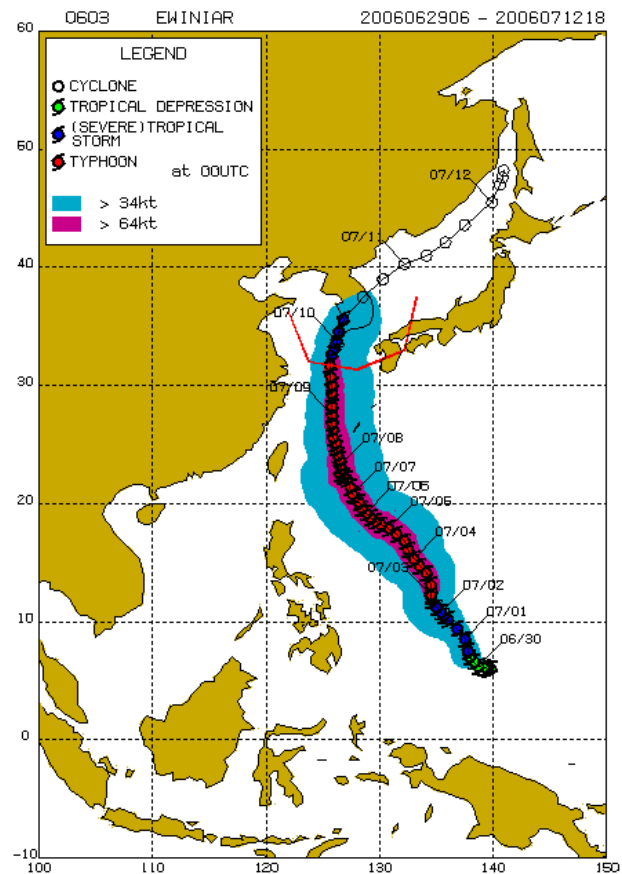 0603 EWINIAR 2006062906 - 2006071218
60
LEGEND
CYCLONE
TROPICAL DEPRESSION
(SEVERE)TROPICAL
STORM
TYPHOON
at 00UTC
> 34kt
> 64kt
60
07/12
07/11
40
07/10
30
07/09
07/08
07/07
07/06
20
07/05
07/04
07/03
07/02
10
07/01
06/30
0
-10
100 110 120 130 140 150